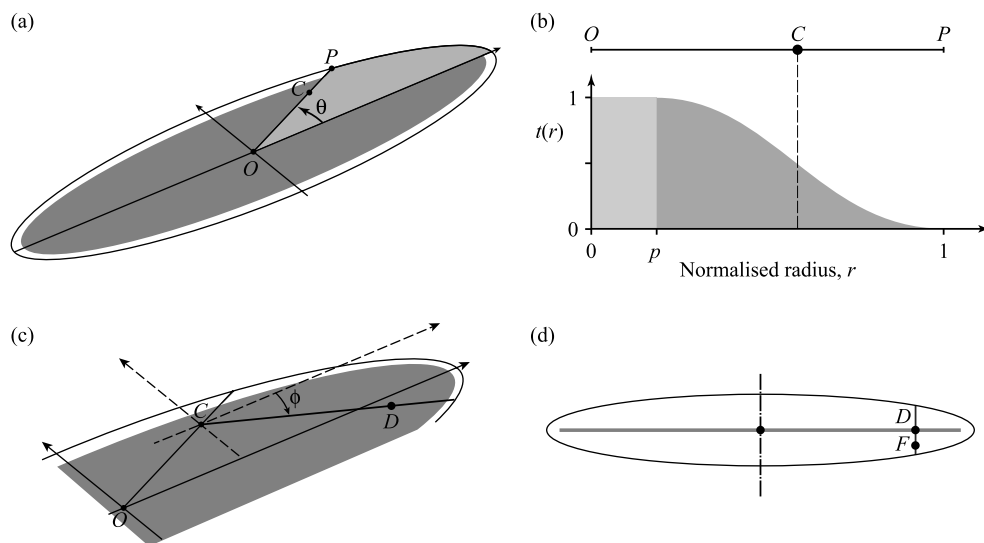 (a)
P
C
θ
O
(b)
O C P
1
t(r)
0
0 p 1
Normalised radius, r
(c)
C
ϕ
D
O
(d)
D
F